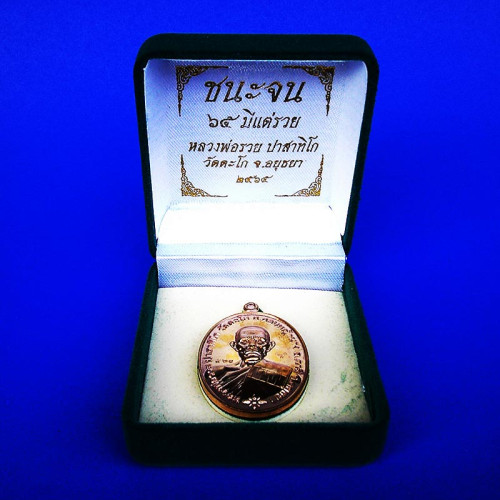 ชนะจน
๖๕ มีแต่รวย
หลวงพ่อรวย ปาสาทิโก
วัดตะโก จ.อยุธยา
๒๕๖๕